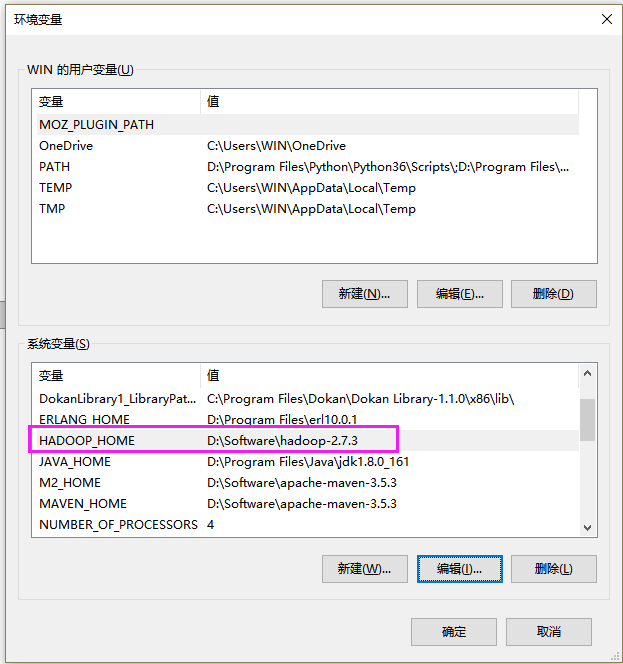 环境变量
WIN 的用户变量(U)
变量 值
MOZ_PLUGIN_PATH
OneDrive C:\Users\WIN\OneDrive
PATH D:\Program Files\Python\Python36\Scripts\;D:\Program Files\...
TEMP C:\Users\WIN\AppData\Local\Temp
TMP C:\Users\WIN\AppData\Local\Temp
新建(N)... 编辑(E)... 删除(D)
系统变量(S)
变量 值
DokanLibrary1_LibraryPat... C:\Program Files\Dokan\Dokan Library-1.1.0\x86\lib\
ERLANG_HOME D:\Program Files\erl10.0.1
HADOOP_HOME D:\Software\hadoop-2.7.3
JAVA_HOME D:\Program Files\Java\jdk1.8.0_161
M2_HOME D:\Software\apache-maven-3.5.3
MAVEN_HOME D:\Software\apache-maven-3.5.3
NUMBER_OF_PROCESSORS 4
新建(W)... 编辑(I)... 删除(L)
确定 取消